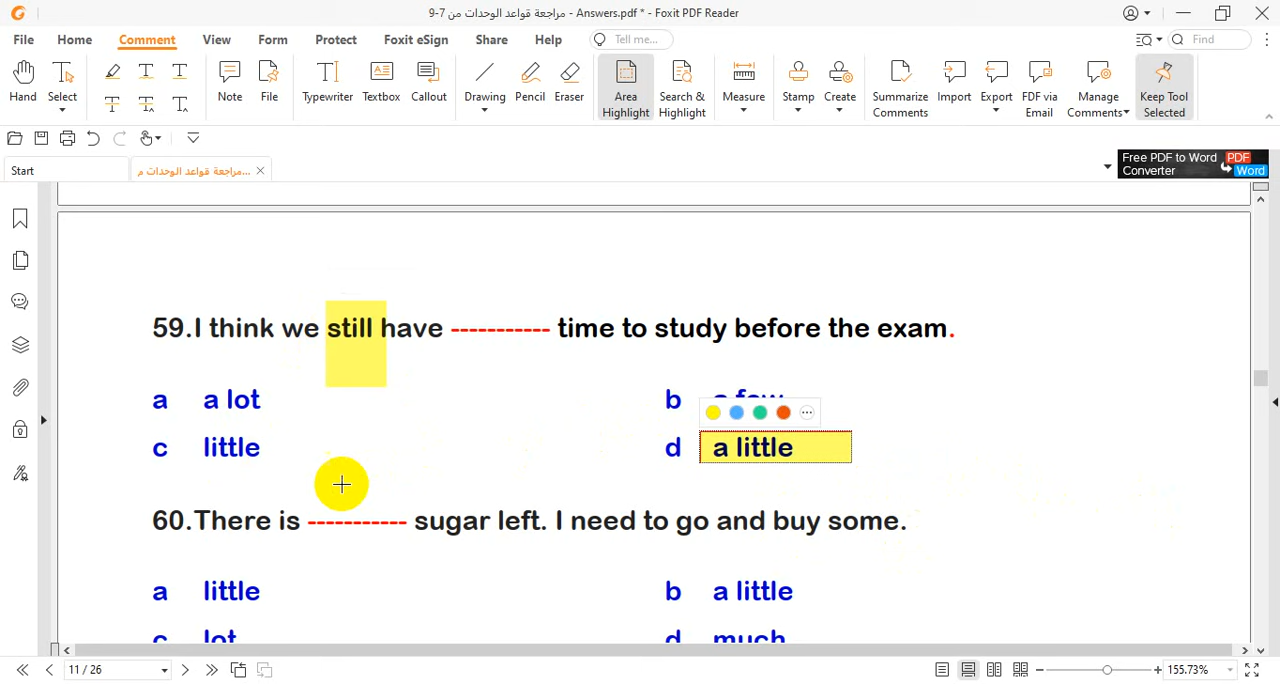 مراجعة قواعد الوحدات من 7-9 - Answers.pdf * - Foxit PDF Reader
File Home Comment View Form Protect Foxit eSign Share Help Tell me... Find
Hand Select Note File Typewriter Textbox Callout Drawing Pencil Eraser Area Highlight Search & Highlight Measure Stamp Create Summarize Comments Import Export PDF via Email Manage Comments Keep Tool Selected
Start مراجعة قواعد الوحدات م... Free PDF to Word Converter PDF Word
59.I think we still have ----------- time to study before the exam.
a a lot b a few
c little d a little
60.There is ----------- sugar left. I need to go and buy some.
a little b a little
c lot d much
11 / 26 155.73%